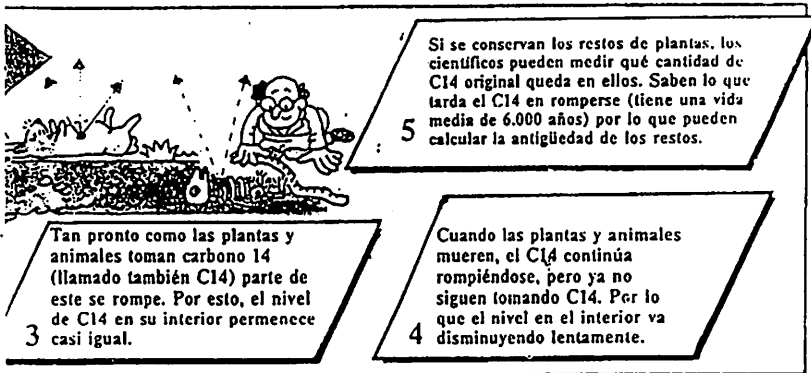 Tan pronto como las plantas y
animales toman carbono 14
(llamado también C14) parte de
este se rompe. Por esto, el nivel
de C14 en su interior permenece
3 casi igual.
Cuando las plantas y animales
mueren, el C14 continúa
rompiéndose, pero ya no
siguen tomando C14. Por lo
que el nivel en el interior va
4 disminuyendo lentamente.
Si se conservan los restos de plantas, los
científicos pueden medir qué cantidad de
C14 original queda en ellos. Saben lo que
tarda el C14 en romperse (tiene una vida
media de 6.000 años) por lo que pueden
5 calcular la antigüedad de los restos.